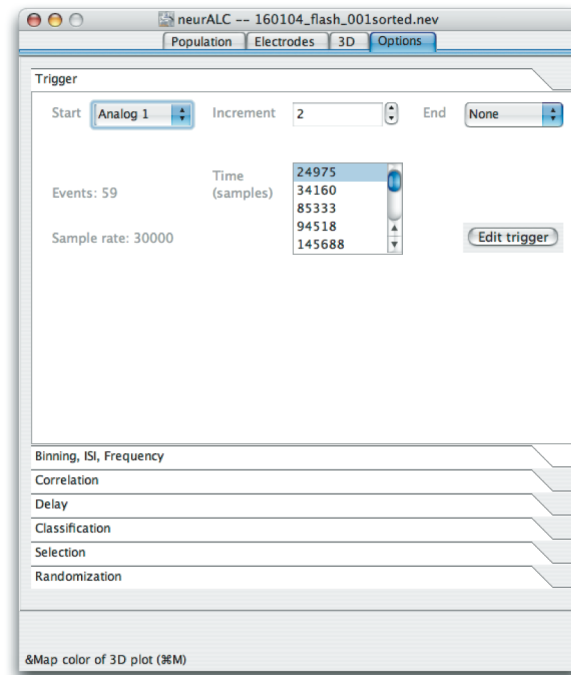 neurALC -- 160104_flash_001sorted.nev
Population Electrodes 3D Options
Trigger
Start Analog 1 Increment 2 End None
Time
(samples)
Events: 59
Sample rate: 30000
24975
34160
85333
94518
145688
Edit trigger
Binning, ISI, Frequency
Correlation
Delay
Classification
Selection
Randomization
&Map color of 3D plot (⌘M)